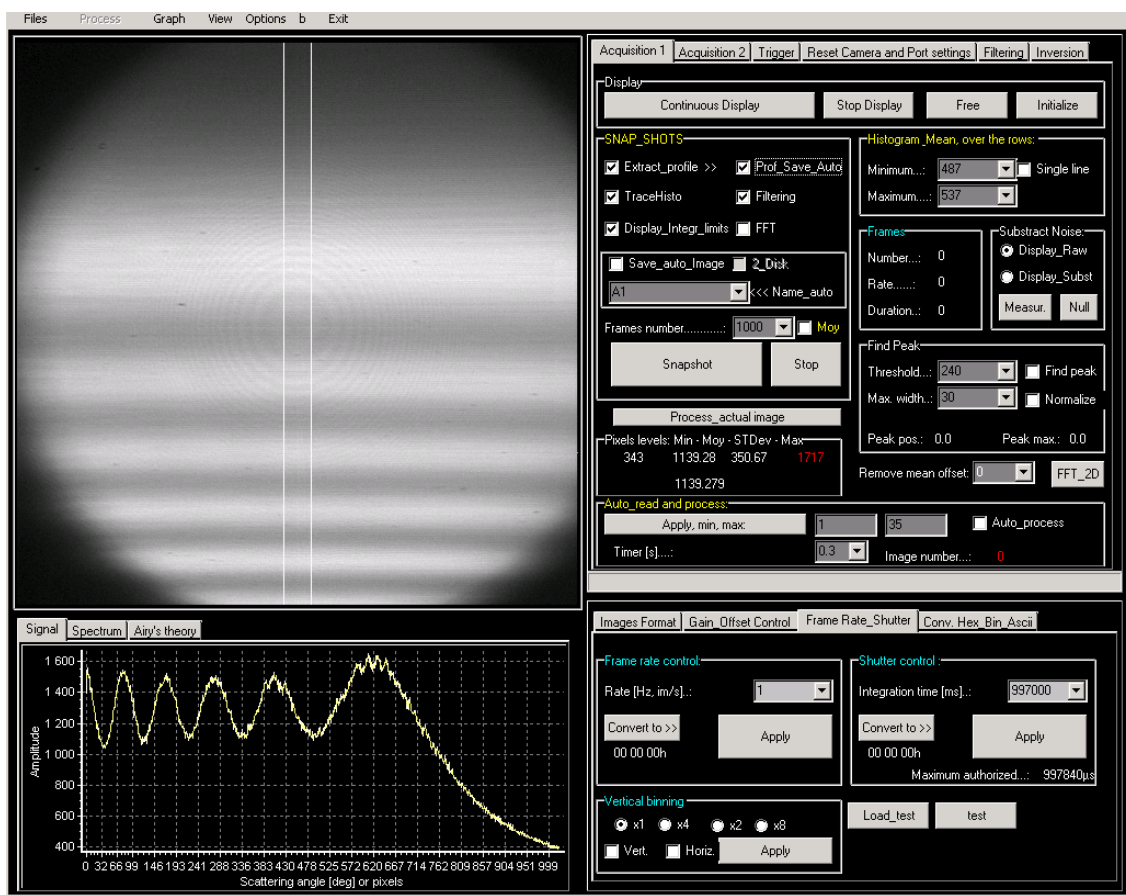 Files Process Graph View Options b Exit
Acquisition 1 Acquisition 2 Trigger Reset Camera and Port settings Filtering Inversion
Display
Continuous Display Stop Display Free Initialize
SNAP_SHOTS
Extract_profile >> Prof_Save_Auto
TraceHisto Filtering
Display_Integr_limits FFT
Save_auto_Image 2_Disk
A1 <<< Name_auto
Frames number............: 1000 Moy
Snapshot Stop
Process_actual image
Pixels levels: Min - Moy - STDev - Max
343 1139.28 350.67 1717
1139.279
Histogram_Mean, over the rows:
Minimum...: 487 Single line
Maximum....: 537
Frames
Number...: 0
Rate......: 0
Duration..: 0
Substract Noise:
Display_Raw
Display_Subst
Measur. Null
Find Peak
Threshold...: 240 Find peak
Max. width..: 30 Normalize
Peak pos.: 0.0 Peak max.: 0.0
Remove mean offset: 0 FFT_2D
Auto_read and process:
Apply, min, max: 1 35 Auto_process
Timer [s]....: 0.3 Image number...: 0
Signal Spectrum Airy's theory
1 600
1 400
1 200
1 000
800
600
400
Amplitude
0 32 66 99 146 193 241 288 336 383 430 478 525 572 620 667 714 762 809 857 904 951 999
Scattering angle [deg] or pixels
Images Format Gain_Offset Control Frame Rate_Shutter Conv. Hex_Bin_Ascii
Frame rate control:
Rate [Hz, im/s]..: 1
Convert to >> Apply
00 00 00h
Shutter control :
Integration time [ms]..: 997000
Convert to >> Apply
00 00 00h
Maximum authorized...: 997840µs
Vertical binning
x1 x4 x2 x8
Vert. Horiz. Apply
Load_test test